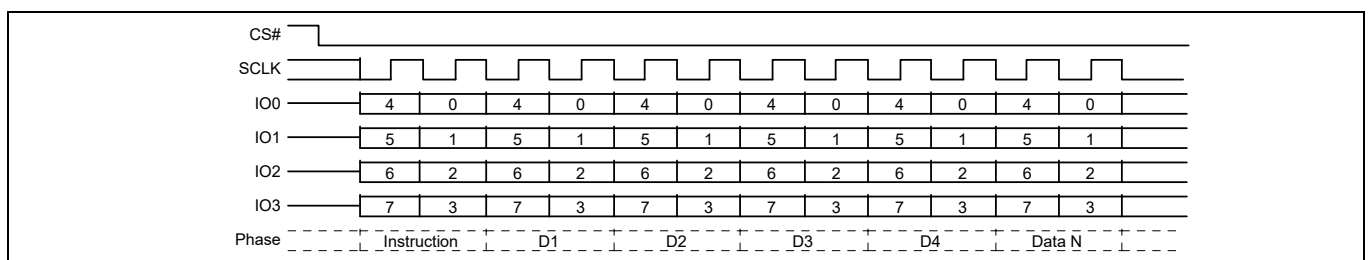 CS#
SCLK
IO0 4 0 4 0 4 0 4 0 4 0 4 0
IO1 5 1 5 1 5 1 5 1 5 1 5 1
IO2 6 2 6 2 6 2 6 2 6 2 6 2
IO3 7 3 7 3 7 3 7 3 7 3 7 3
Phase Instruction D1 D2 D3 D4 Data N